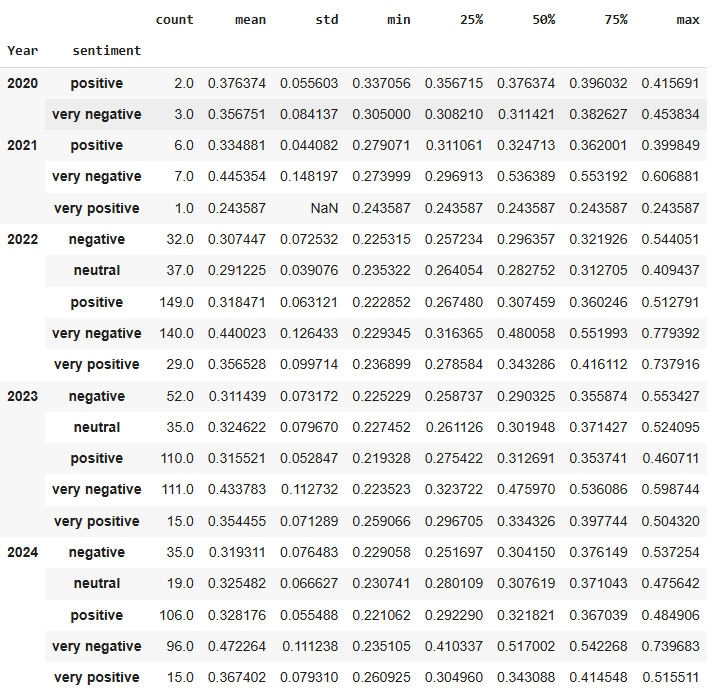 count mean std min 25% 50% 75% max
Year sentiment
2020 positive 2.0 0.376374 0.055603 0.337056 0.356715 0.376374 0.396032 0.415691
very negative 3.0 0.356751 0.084137 0.305000 0.308210 0.311421 0.382627 0.453834
2021 positive 6.0 0.334881 0.044082 0.279071 0.311061 0.324713 0.362001 0.399849
very negative 7.0 0.445354 0.148197 0.273999 0.296913 0.536389 0.553192 0.606881
very positive 1.0 0.243587 NaN 0.243587 0.243587 0.243587 0.243587 0.243587
2022 negative 32.0 0.307447 0.072532 0.225315 0.257234 0.296357 0.321926 0.544051
neutral 37.0 0.291225 0.039076 0.235322 0.264054 0.282752 0.312705 0.409437
positive 149.0 0.318471 0.063121 0.222852 0.267480 0.307459 0.360246 0.512791
very negative 140.0 0.440023 0.126433 0.229345 0.316365 0.480058 0.551993 0.779392
very positive 29.0 0.356528 0.099714 0.236899 0.278584 0.343286 0.416112 0.737916
2023 negative 52.0 0.311439 0.073172 0.225229 0.258737 0.290325 0.355874 0.553427
neutral 35.0 0.324622 0.079670 0.227452 0.261126 0.301948 0.371427 0.524095
positive 110.0 0.315521 0.052847 0.219328 0.275422 0.312691 0.353741 0.460711
very negative 111.0 0.433783 0.112732 0.223523 0.323722 0.475970 0.536086 0.598744
very positive 15.0 0.354455 0.071289 0.259066 0.296705 0.334326 0.397744 0.504320
2024 negative 35.0 0.319311 0.076483 0.229058 0.251697 0.304150 0.376149 0.537254
neutral 19.0 0.325482 0.066627 0.230741 0.280109 0.307619 0.371043 0.475642
positive 106.0 0.328176 0.055488 0.221062 0.292290 0.321821 0.367039 0.484906
very negative 96.0 0.472264 0.111238 0.235105 0.410337 0.517002 0.542268 0.739683
very positive 15.0 0.367402 0.079310 0.260925 0.304960 0.343088 0.414548 0.515511